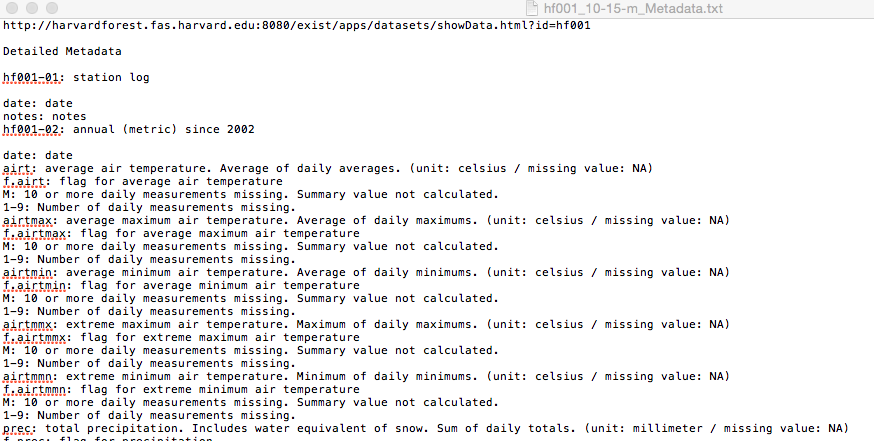 hf001_10-15-m_Metadata.txt
http://harvardforest.fas.harvard.edu:8080/exist/apps/datasets/showData.html?id=hf001
Detailed Metadata
hf001-01: station log
date: date
notes: notes
hf001-02: annual (metric) since 2002
date: date
airt: average air temperature. Average of daily averages. (unit: celsius / missing value: NA)
f.airt: flag for average air temperature
M: 10 or more daily measurements missing. Summary value not calculated.
1-9: Number of daily measurements missing.
airtmax: average maximum air temperature. Average of daily maximums. (unit: celsius / missing value: NA)
f.airtmax: flag for average maximum air temperature
M: 10 or more daily measurements missing. Summary value not calculated.
1-9: Number of daily measurements missing.
airtmin: average minimum air temperature. Average of daily minimums. (unit: celsius / missing value: NA)
f.airtmin: flag for average minimum air temperature
M: 10 or more daily measurements missing. Summary value not calculated.
1-9: Number of daily measurements missing.
airtmmx: extreme maximum air temperature. Maximum of daily maximums. (unit: celsius / missing value: NA)
f.airtmmx: flag for extreme maximum air temperature
M: 10 or more daily measurements missing. Summary value not calculated.
1-9: Number of daily measurements missing.
airtmmn: extreme minimum air temperature. Minimum of daily minimums. (unit: celsius / missing value: NA)
f.airtmmn: flag for extreme minimum air temperature
M: 10 or more daily measurements missing. Summary value not calculated.
1-9: Number of daily measurements missing.
prec: total precipitation. Includes water equivalent of snow. Sum of daily totals. (unit: millimeter / missing value: NA)
f.prec: flag for precipitation